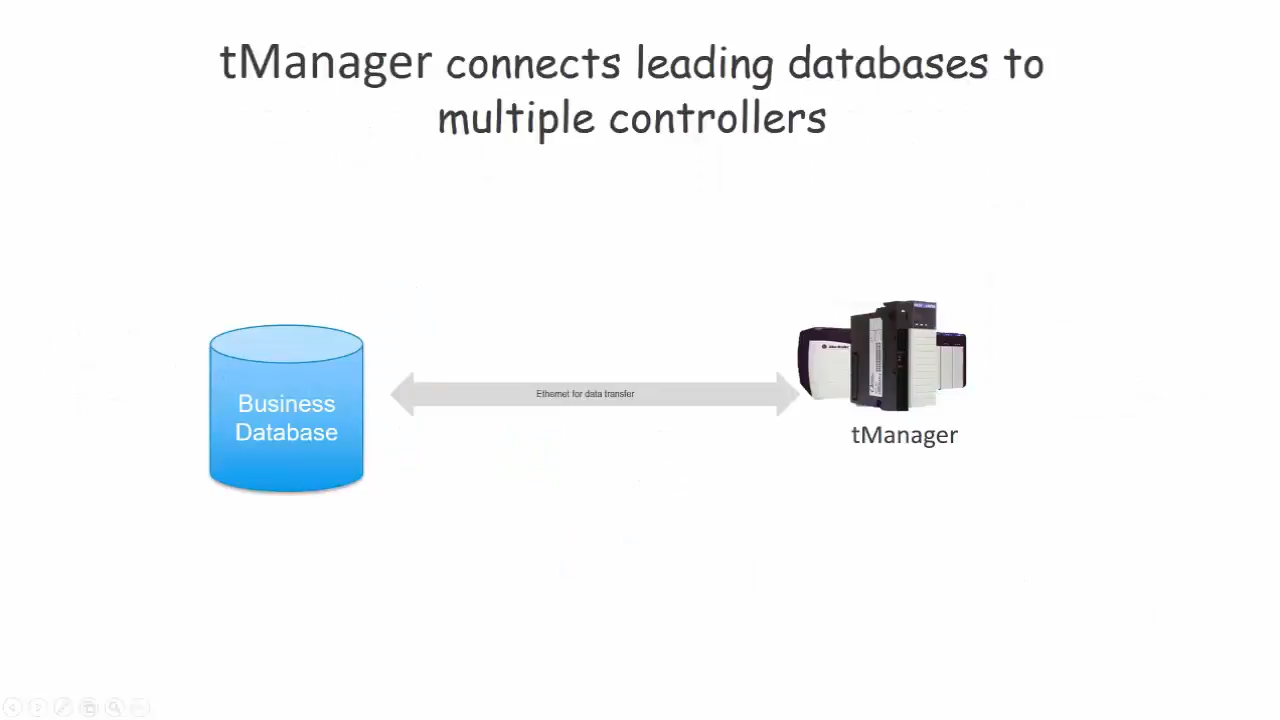 tManager connects leading databases to
multiple controllers
Business
Database
Ethernet for data transfer
tManager